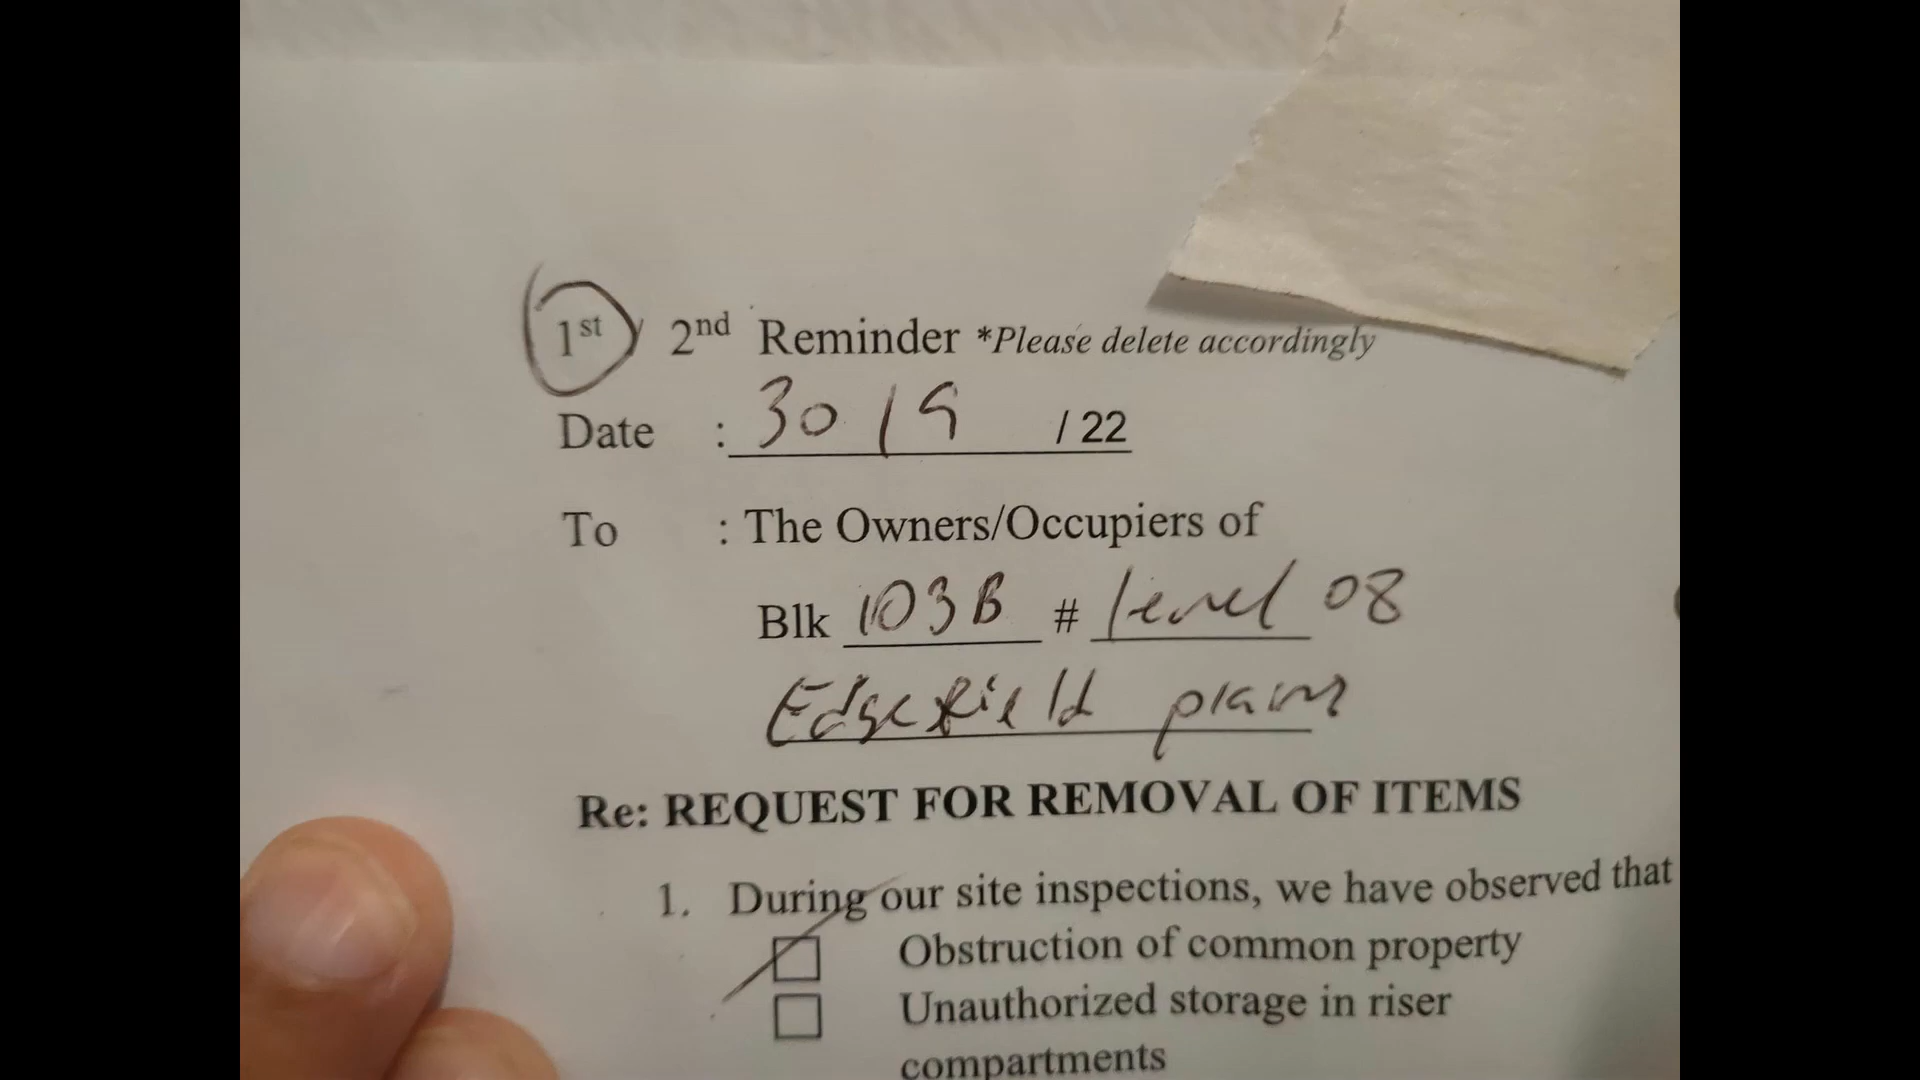 1st / 2nd Reminder *Please delete accordingly
Date : 30 / 9 / 22
To : The Owners/Occupiers of
Blk 103B # level 08
Edgefield plains
Re: REQUEST FOR REMOVAL OF ITEMS
1. During our site inspections, we have observed that
Obstruction of common property
Unauthorized storage in riser
compartments